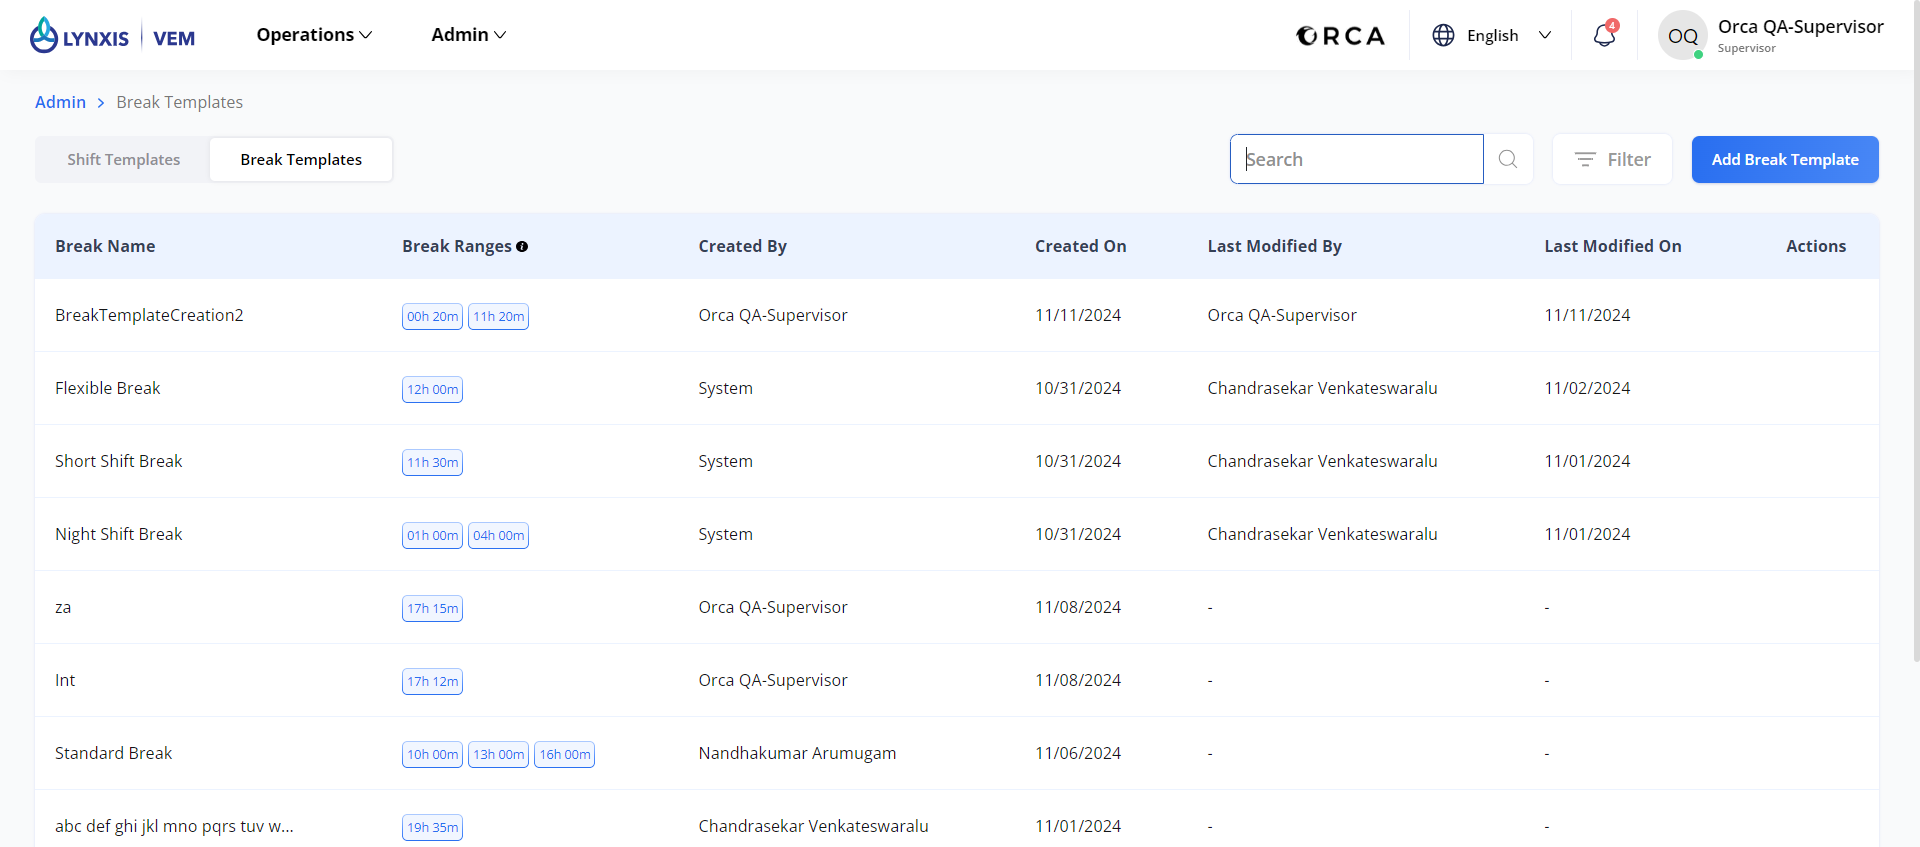 LYNXIS VEM Operations Admin ORCA English 4 OQ Orca QA-Supervisor
Supervisor
Admin > Break Templates
Shift Templates Break Templates Search Filter Add Break Template
Break Name Break Ranges Created By Created On Last Modified By Last Modified On Actions
BreakTemplateCreation2 00h 20m 11h 20m Orca QA-Supervisor 11/11/2024 Orca QA-Supervisor 11/11/2024
Flexible Break 12h 00m System 10/31/2024 Chandrasekar Venkateswaralu 11/02/2024
Short Shift Break 11h 30m System 10/31/2024 Chandrasekar Venkateswaralu 11/01/2024
Night Shift Break 01h 00m 04h 00m System 10/31/2024 Chandrasekar Venkateswaralu 11/01/2024
za 17h 15m Orca QA-Supervisor 11/08/2024 - -
Int 17h 12m Orca QA-Supervisor 11/08/2024 - -
Standard Break 10h 00m 13h 00m 16h 00m Nandhakumar Arumugam 11/06/2024 - -
abc def ghi jkl mno pqrs tuv w... 19h 35m Chandrasekar Venkateswaralu 11/01/2024 - -